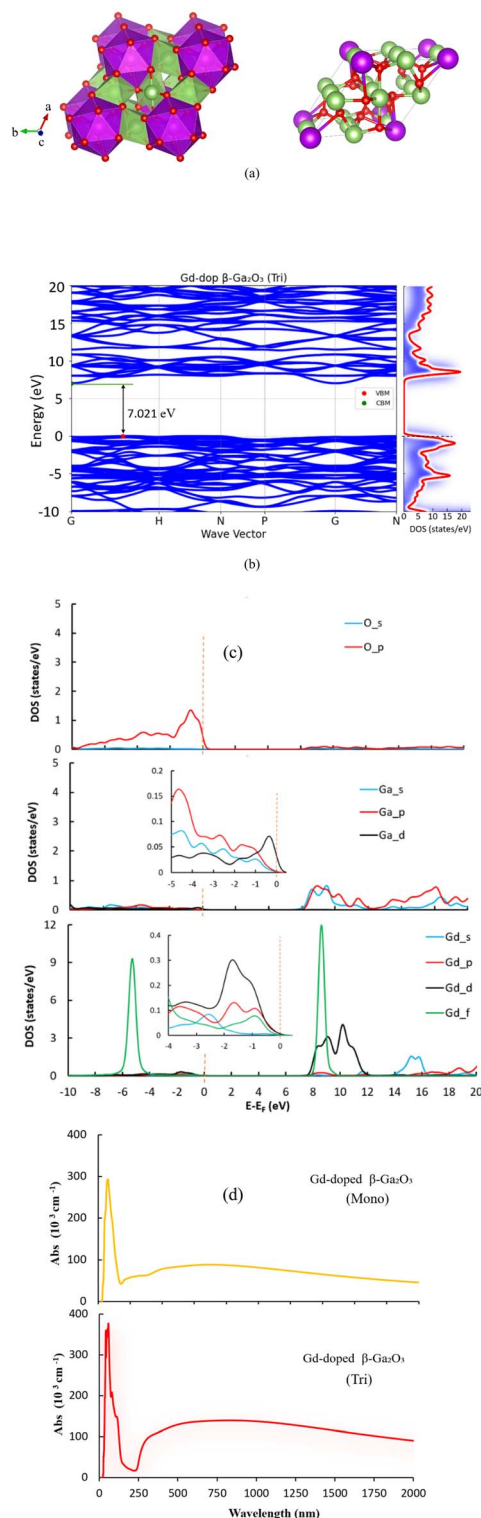 a
b
c
(a)
Gd-dop β-Ga₂O₃ (Tri)
20
15
10
5
0
-5
-10
Energy (eV)
7.021 eV
VBM
CBM
G H N P G N
Wave Vector
0 5 10 15 20
DOS (states/eV)
(b)
(c)
5
4
3
2
1
0
DOS (states/eV)
O_s
O_p
5
4
3
2
1
0
DOS (states/eV)
0.2
0.15
0.1
0.05
0
-5 -4 -3 -2 -1 0
Ga_s
Ga_p
Ga_d
12
9
6
3
0
DOS (states/eV)
0.4
0.3
0.2
0.1
0
-4 -3 -2 -1 0
Gd_s
Gd_p
Gd_d
Gd_f
-10 -8 -6 -4 -2 0 2 4 6 8 10 12 14 16 18 20
E-E_F (eV)
400
300
200
100
0
Abs (10³ cm⁻¹)
(d)
Gd-doped β-Ga₂O₃
(Mono)
400
300
200
100
0
Abs (10³ cm⁻¹)
Gd-doped β-Ga₂O₃
(Tri)
0 250 500 750 1000 1250 1500 1750 2000
Wavelength (nm)